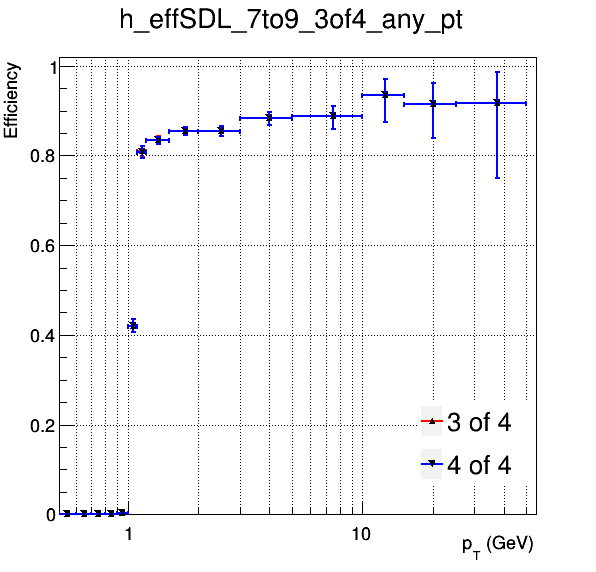 h_effSDL_7to9_3of4_any_pt
Efficiency
1
0.8
0.6
0.4
0.2
0
3 of 4
4 of 4
1
10
p_T (GeV)